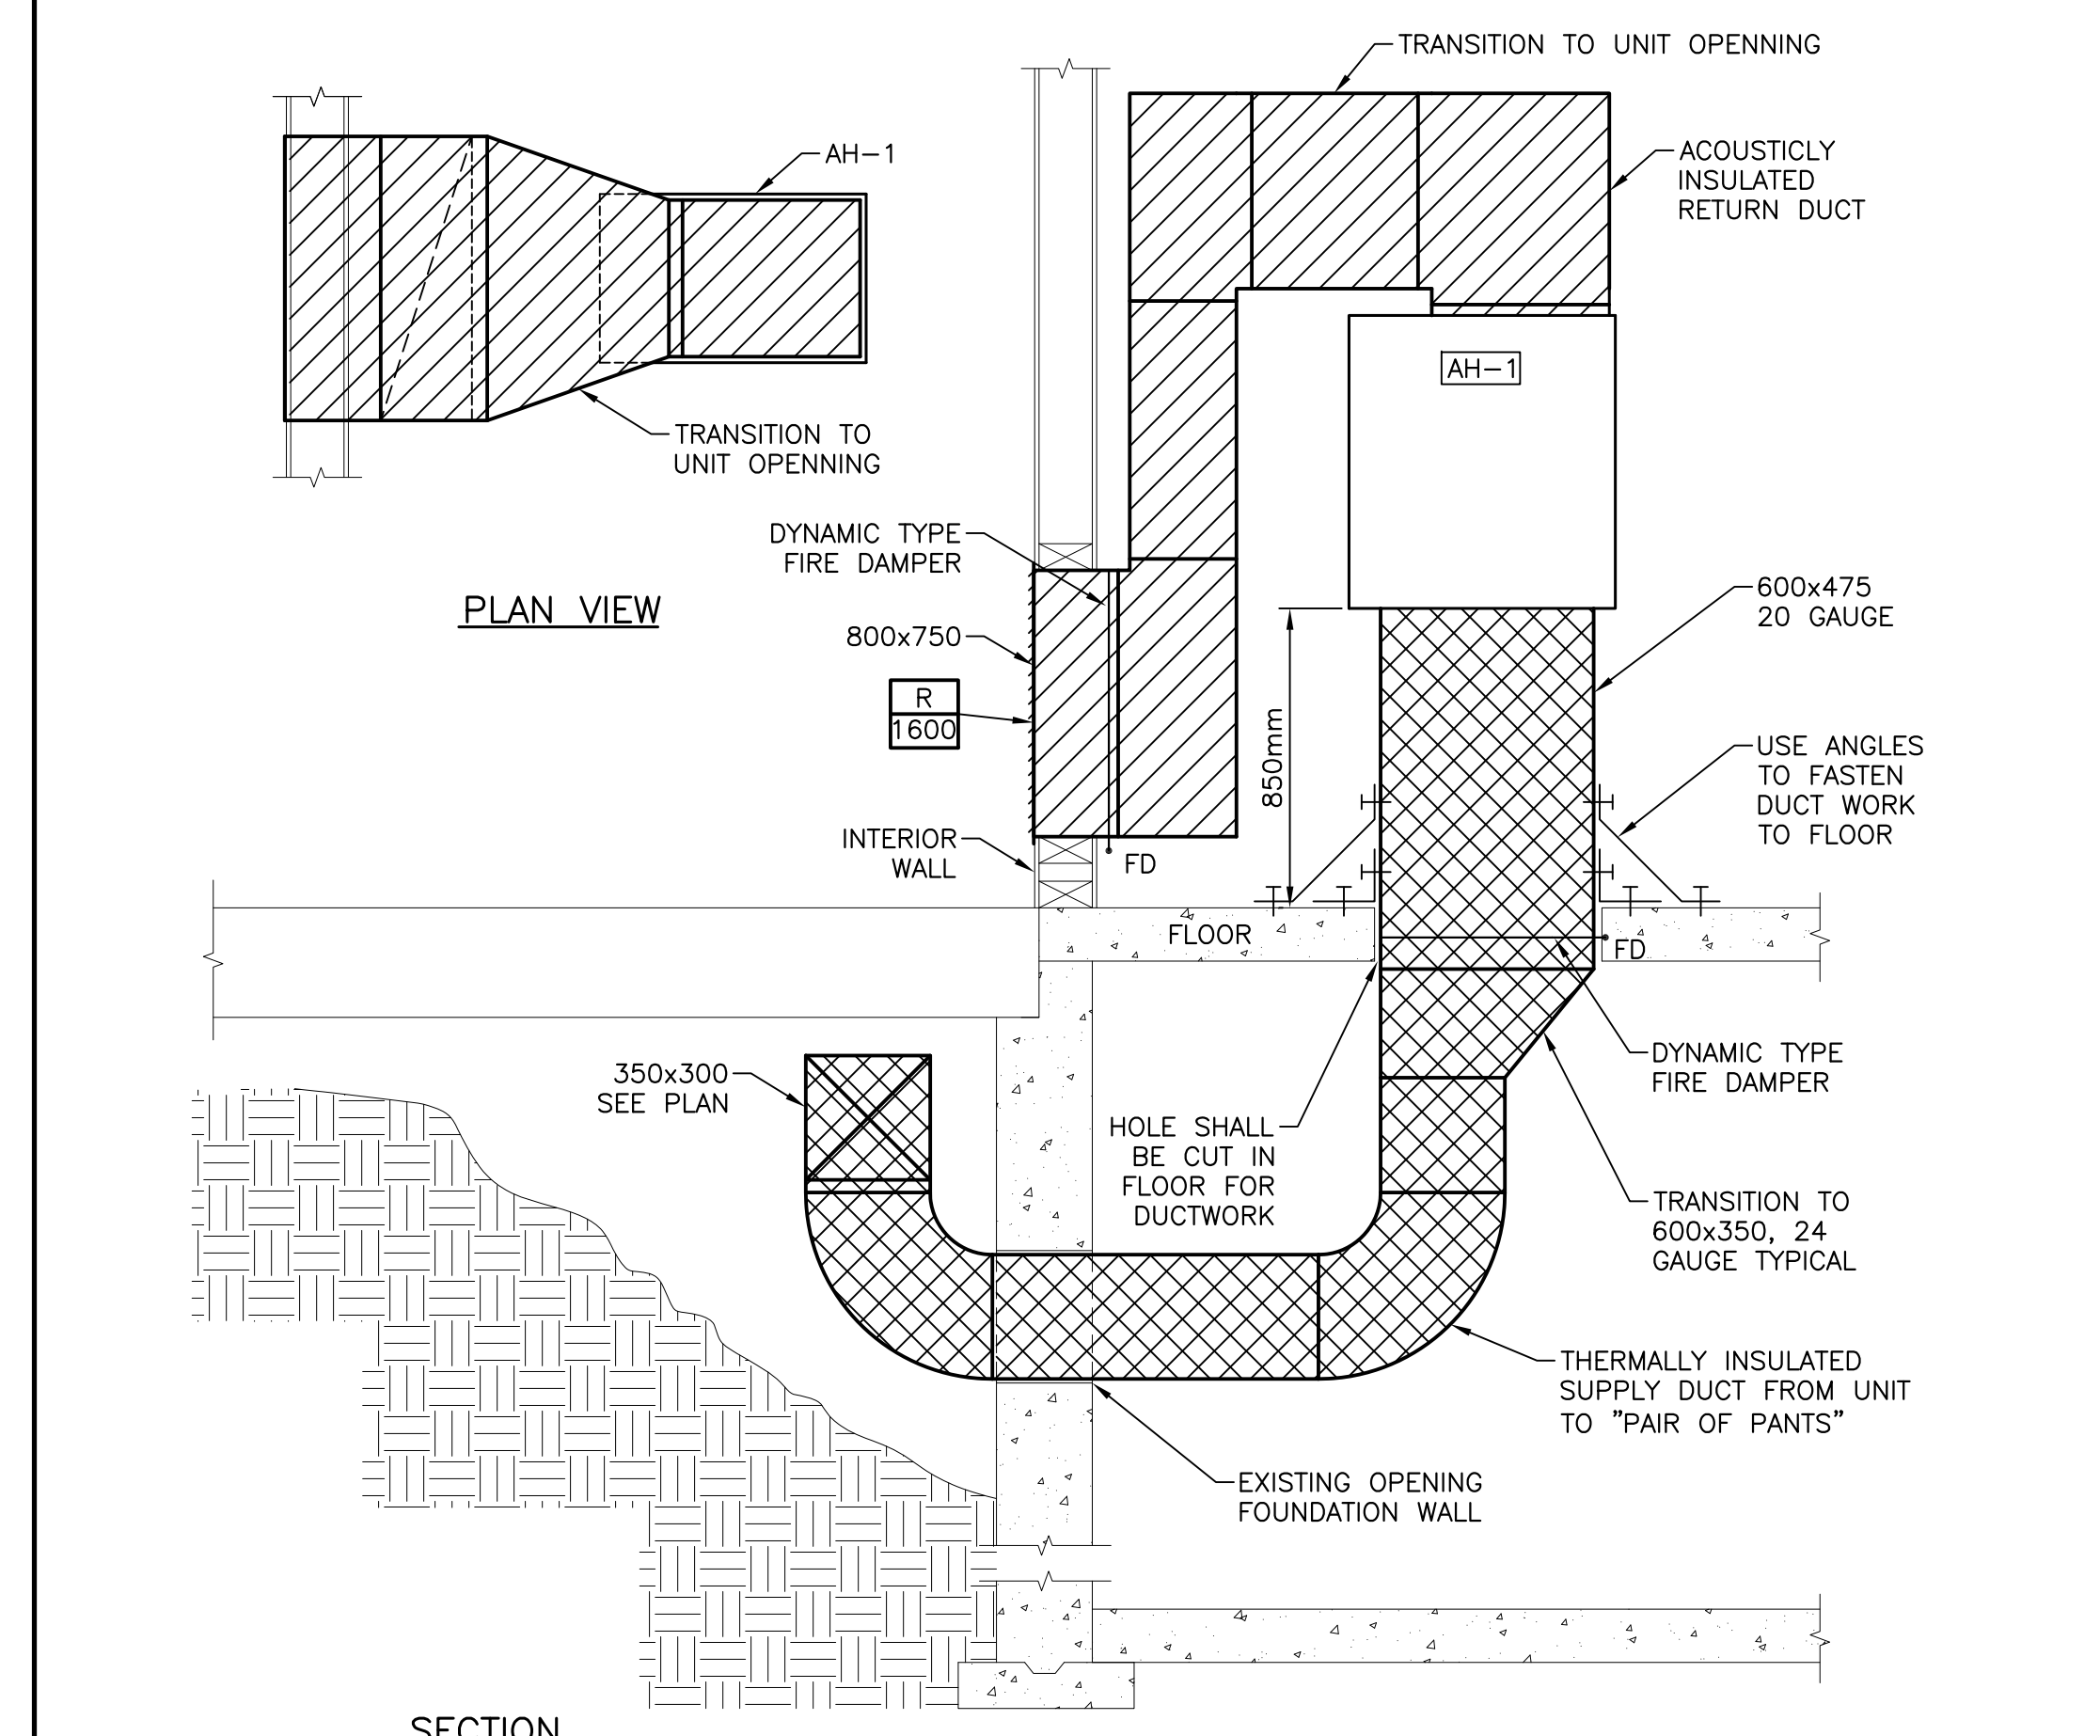 TRANSITION TO UNIT OPENNING
AH-1
ACOUSTICLY
INSULATED
RETURN DUCT
TRANSITION TO
UNIT OPENNING
AH-1
DYNAMIC TYPE
FIRE DAMPER
PLAN VIEW
800x750
R
1600
600x475
20 GAUGE
850mm
USE ANGLES
TO FASTEN
DUCT WORK
TO FLOOR
INTERIOR
WALL
FD
FLOOR
FD
350x300
SEE PLAN
HOLE SHALL
BE CUT IN
FLOOR FOR
DUCTWORK
DYNAMIC TYPE
FIRE DAMPER
TRANSITION TO
600x350, 24
GAUGE TYPICAL
THERMALLY INSULATED
SUPPLY DUCT FROM UNIT
TO "PAIR OF PANTS"
EXISTING OPENING
FOUNDATION WALL
SECTION